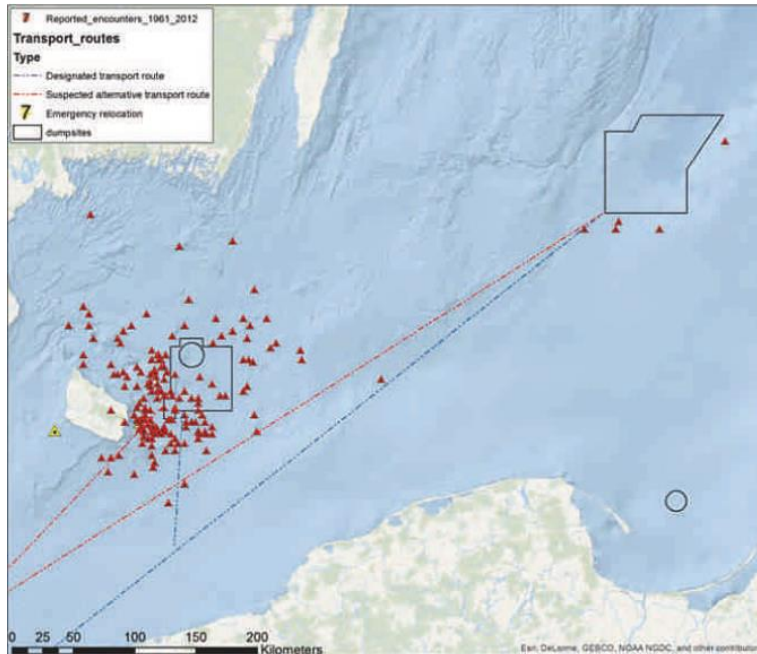 Reported_encounters_1961_2012
Transport_routes
Type
Designated transport route
Suspected alternative transport route
7 Emergency relocation
dumpsites
0 25 50 100 150 200
Kilometers
Esri, DeLorme, GEBCO, NOAA NGDC, and other contributors